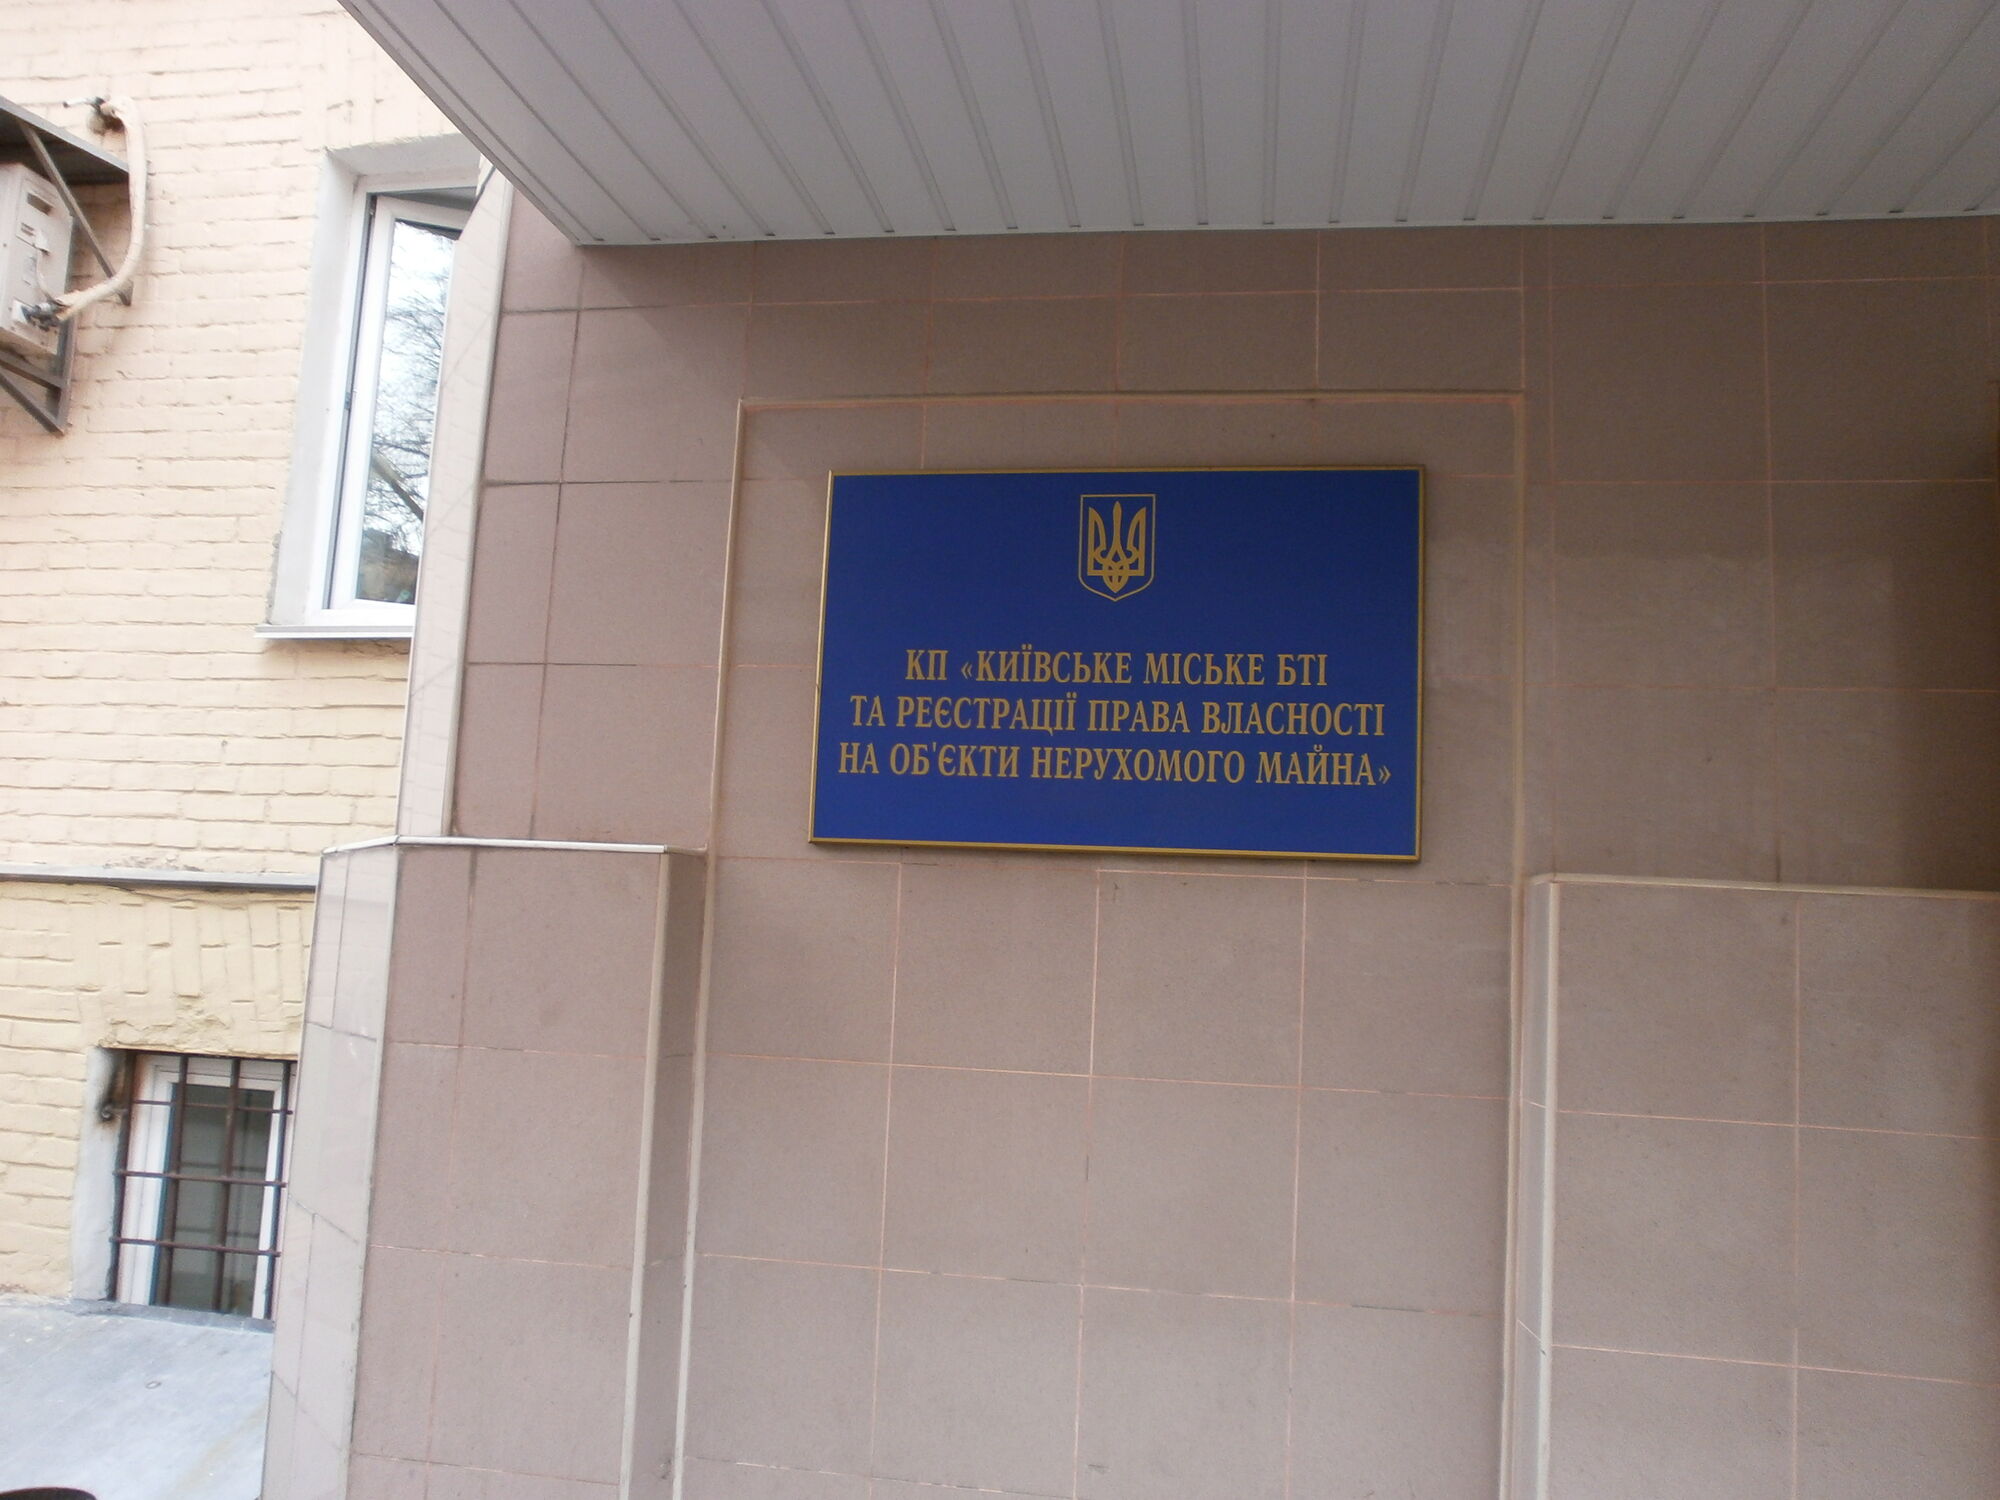 КП «КИЇВСЬКЕ МІСЬКЕ БТІ
ТА РЕЄСТРАЦІЇ ПРАВА ВЛАСНОСТІ
НА ОБ'ЄКТИ НЕРУХОМОГО МАЙНА»